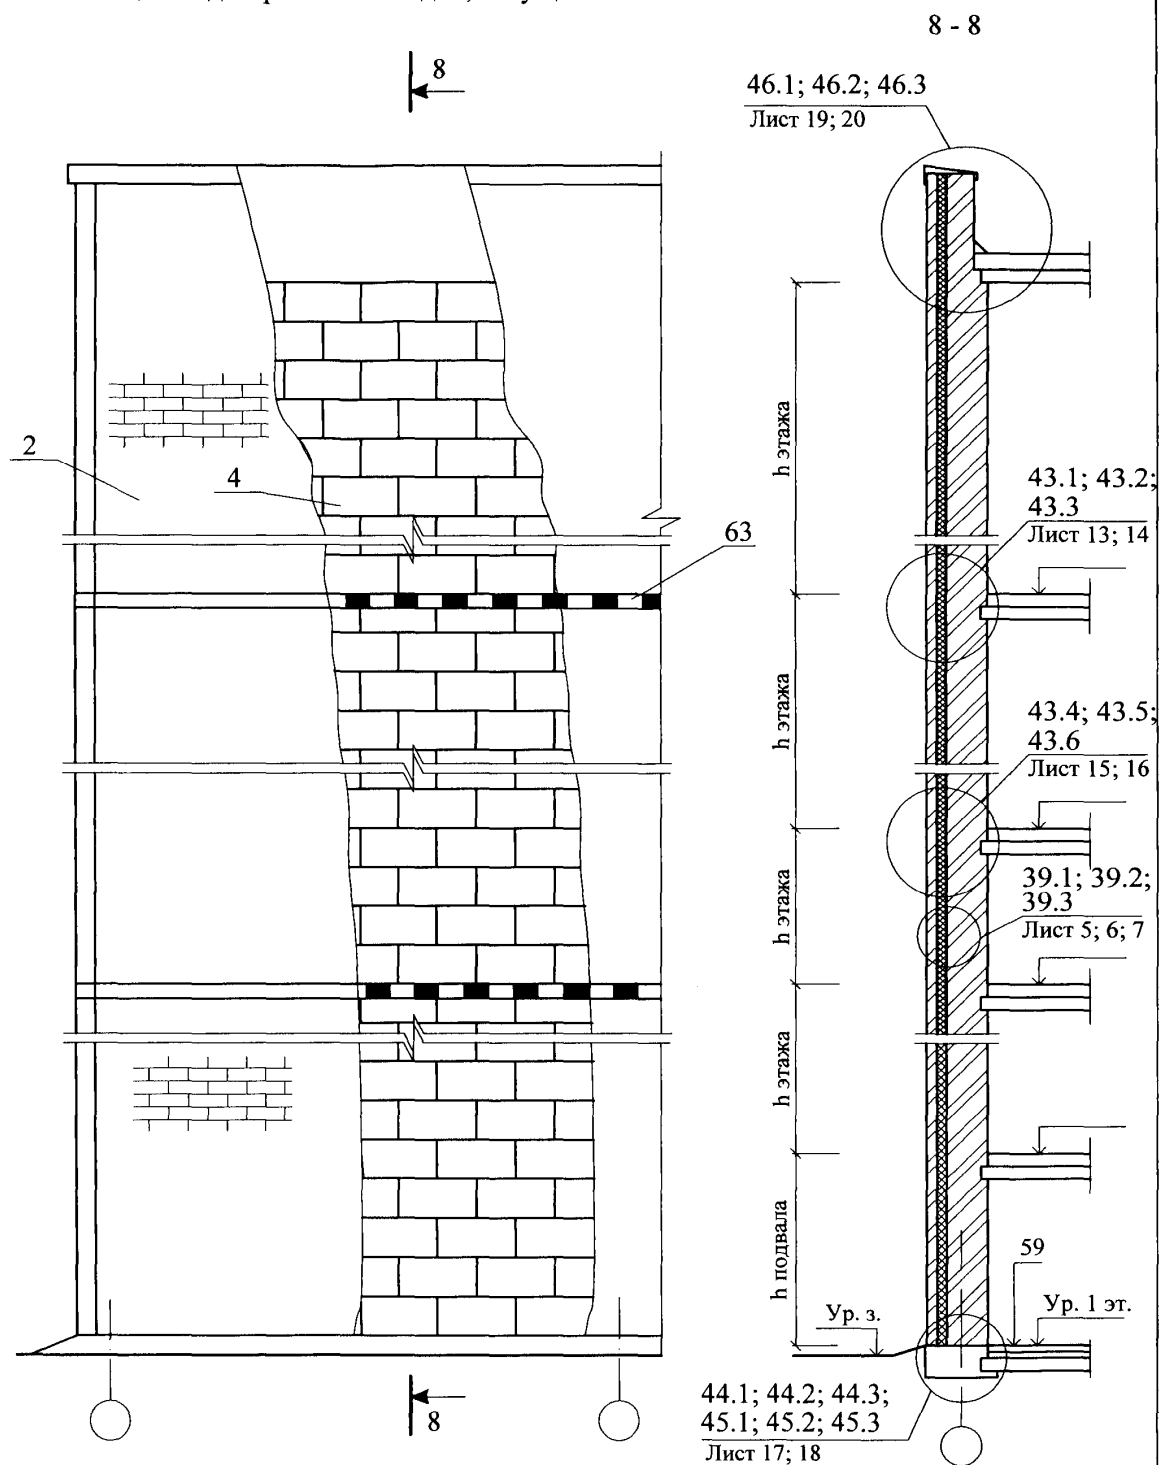 8 - 8
8
46.1; 46.2; 46.3
Лист 19; 20
2
4
63
h этажа
43.1; 43.2;
43.3
Лист 13; 14
h этажа
43.4; 43.5;
43.6
Лист 15; 16
h этажа
39.1; 39.2;
39.3
Лист 5; 6; 7
h этажа
h подвала
59
Ур. з.
Ур. 1 эт.
8
44.1; 44.2; 44.3;
45.1; 45.2; 45.3
Лист 17; 18